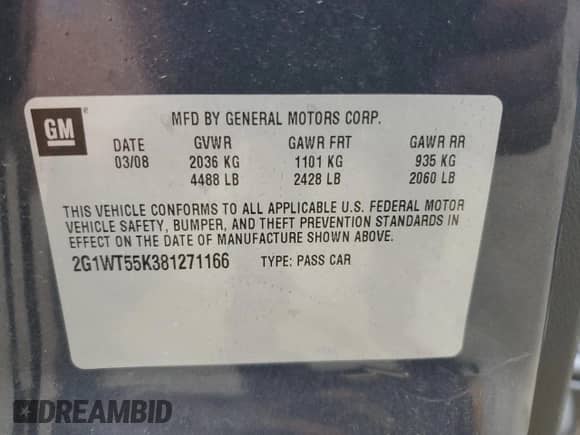 GM
MFD BY GENERAL MOTORS CORP.
DATE GVWR GAWR FRT GAWR RR
03/08 2036 KG 1101 KG 935 KG
4488 LB 2428 LB 2060 LB
THIS VEHICLE CONFORMS TO ALL APPLICABLE U.S. FEDERAL MOTOR
VEHICLE SAFETY, BUMPER, AND THEFT PREVENTION STANDARDS IN
EFFECT ON THE DATE OF MANUFACTURE SHOWN ABOVE.
2G1WT55K381271166 TYPE: PASS CAR
DREAMBID